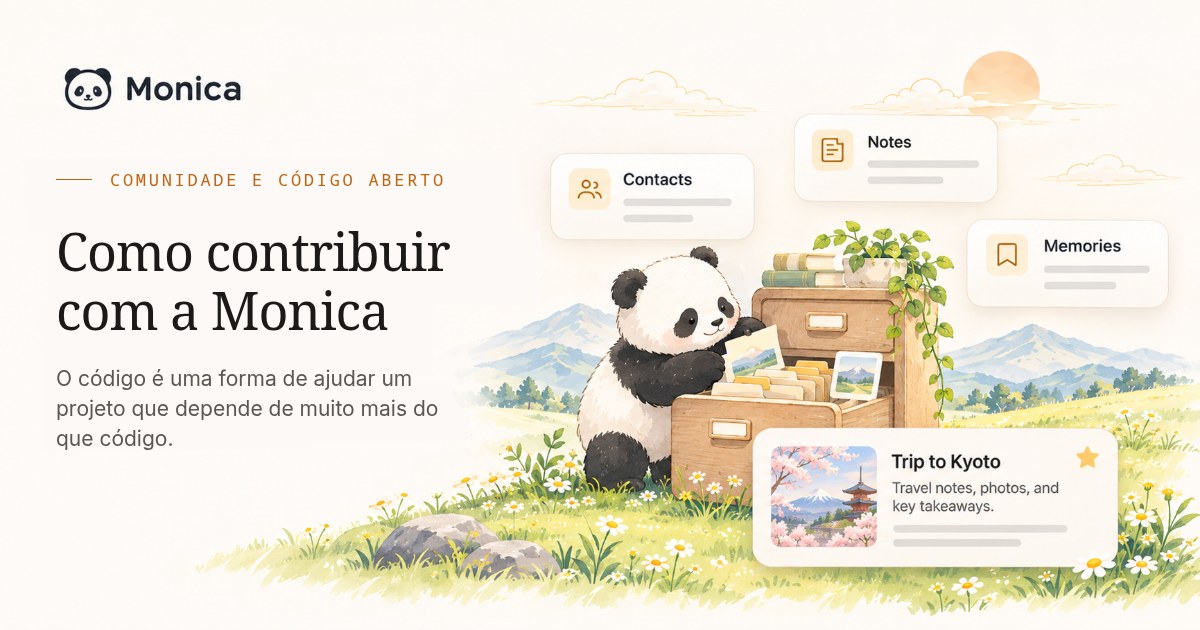 Monica
COMUNIDADE E CÓDIGO ABERTO
Como contribuir
com a Monica
O código é uma forma de ajudar um
projeto que depende de muito mais do
que código.
Contacts
Notes
Memories
Trip to Kyoto
Travel notes, photos, and
key takeaways.